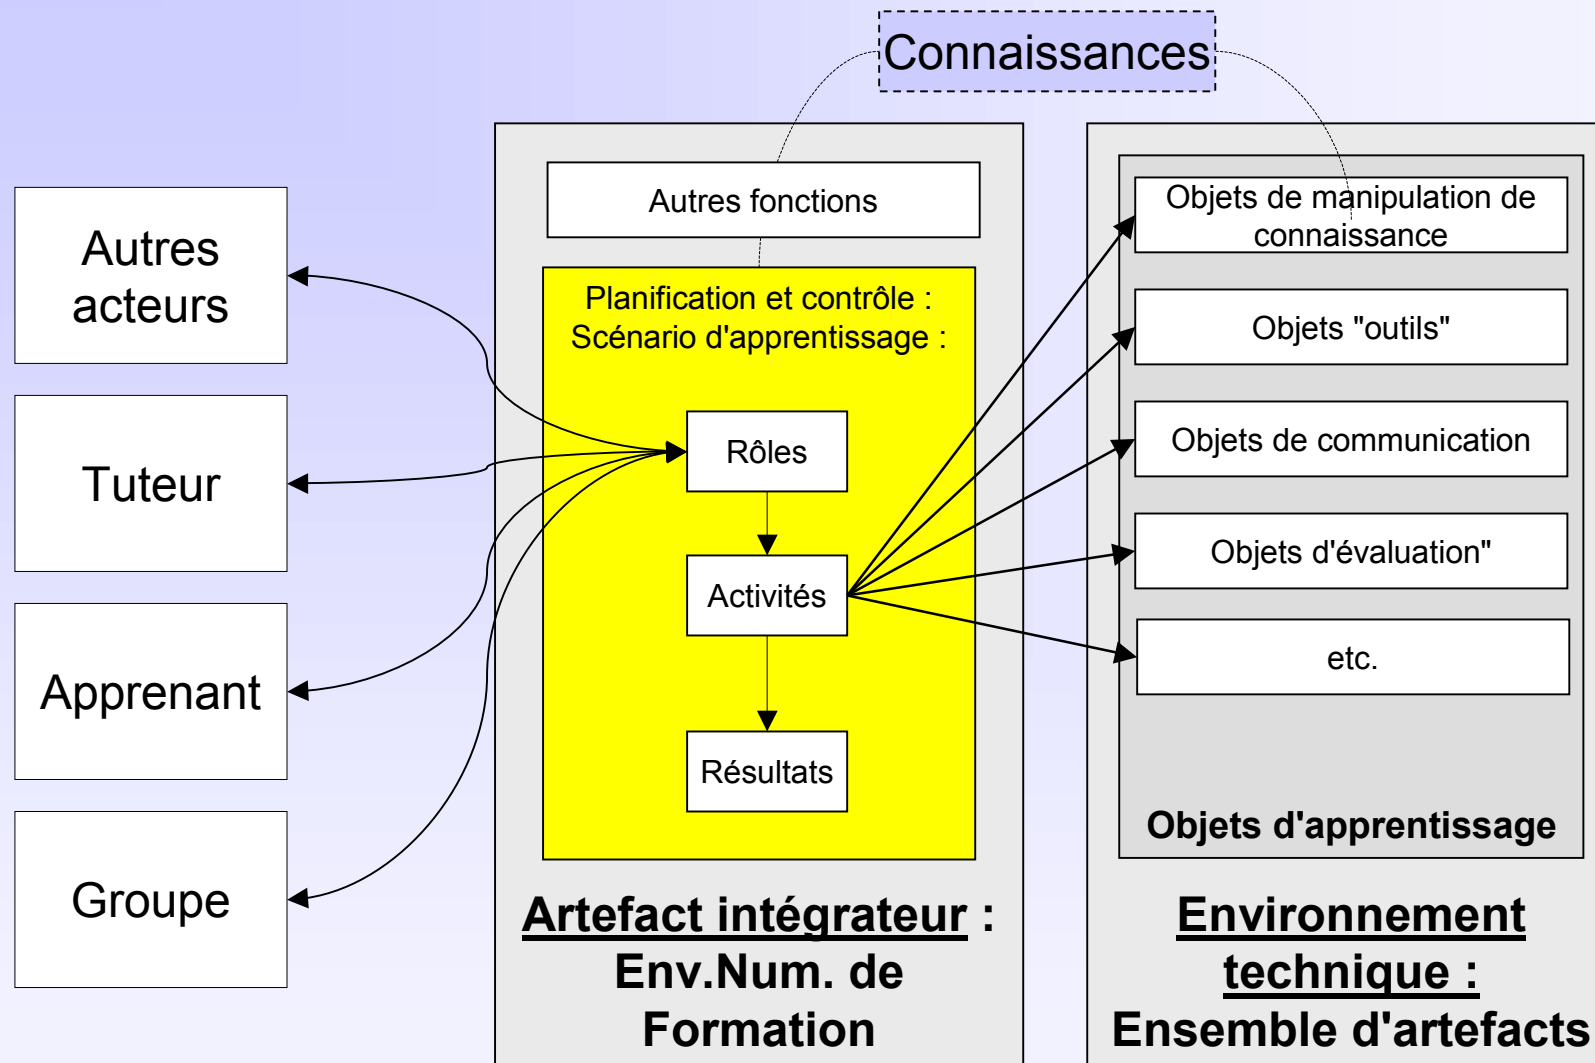 Connaissances
Autres
acteurs
Tuteur
Apprenant
Groupe
Autres fonctions
Planification et contrôle :
Scénario d'apprentissage :
Rôles
Activités
Résultats
Artefact intégrateur :
Env.Num. de
Formation
Objets de manipulation de
connaissance
Objets "outils"
Objets de communication
Objets d'évaluation"
etc.
Objets d'apprentissage
Environnement
technique :
Ensemble d'artefacts